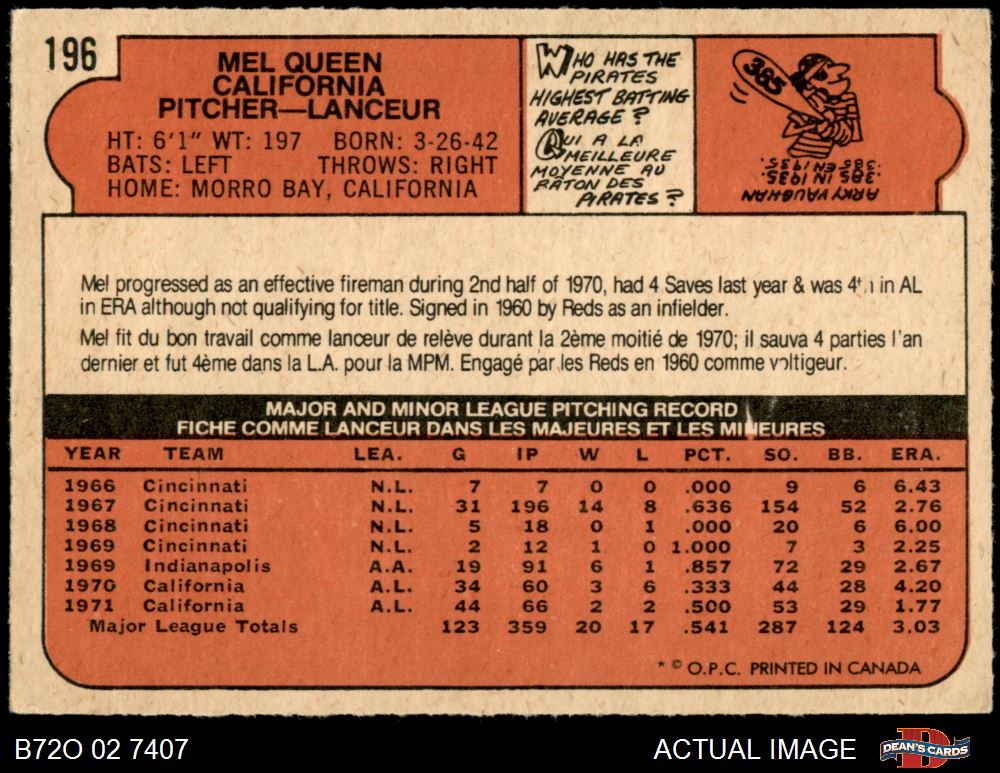 196
MEL QUEEN
CALIFORNIA
PITCHER—LANCEUR
HT: 6'1" WT: 197 BORN: 3-26-42
BATS: LEFT THROWS: RIGHT
HOME: MORRO BAY, CALIFORNIA
WHO HAS THE
PIRATES
HIGHEST BATTING
AVERAGE ?
QUI A LA
MEILLEURE
MOYENNE AU
BÂTON DES
PIRATES ?
385
ARKY VAUGHAN
.385 IN 1935.
.385 EN 1935.
Mel progressed as an effective fireman during 2nd half of 1970, had 4 Saves last year & was 4th in AL
in ERA although not qualifying for title. Signed in 1960 by Reds as an infielder.
Mel fit du bon travail comme lanceur de relève durant la 2ème moitié de 1970; il sauva 4 parties l'an
dernier et fut 4ème dans la L.A. pour la MPM. Engagé par les Reds en 1960 comme voltigeur.
MAJOR AND MINOR LEAGUE PITCHING RECORD
FICHE COMME LANCEUR DANS LES MAJEURES ET LES MINEURES
YEAR TEAM LEA. G IP W L PCT. SO. BB. ERA.
1966 Cincinnati N.L. 7 7 0 0 .000 9 6 6.43
1967 Cincinnati N.L. 31 196 14 8 .636 154 52 2.76
1968 Cincinnati N.L. 5 18 0 1 .000 20 6 6.00
1969 Cincinnati N.L. 2 12 1 0 1.000 7 3 2.25
1969 Indianapolis A.A. 19 91 6 1 .857 72 29 2.67
1970 California A.L. 34 60 3 6 .333 44 28 4.20
1971 California A.L. 44 66 2 2 .500 53 29 1.77
Major League Totals 123 359 20 17 .541 287 124 3.03
* © O.P.C. PRINTED IN CANADA
B72O 02 7407
ACTUAL IMAGE
DEAN'S CARDS